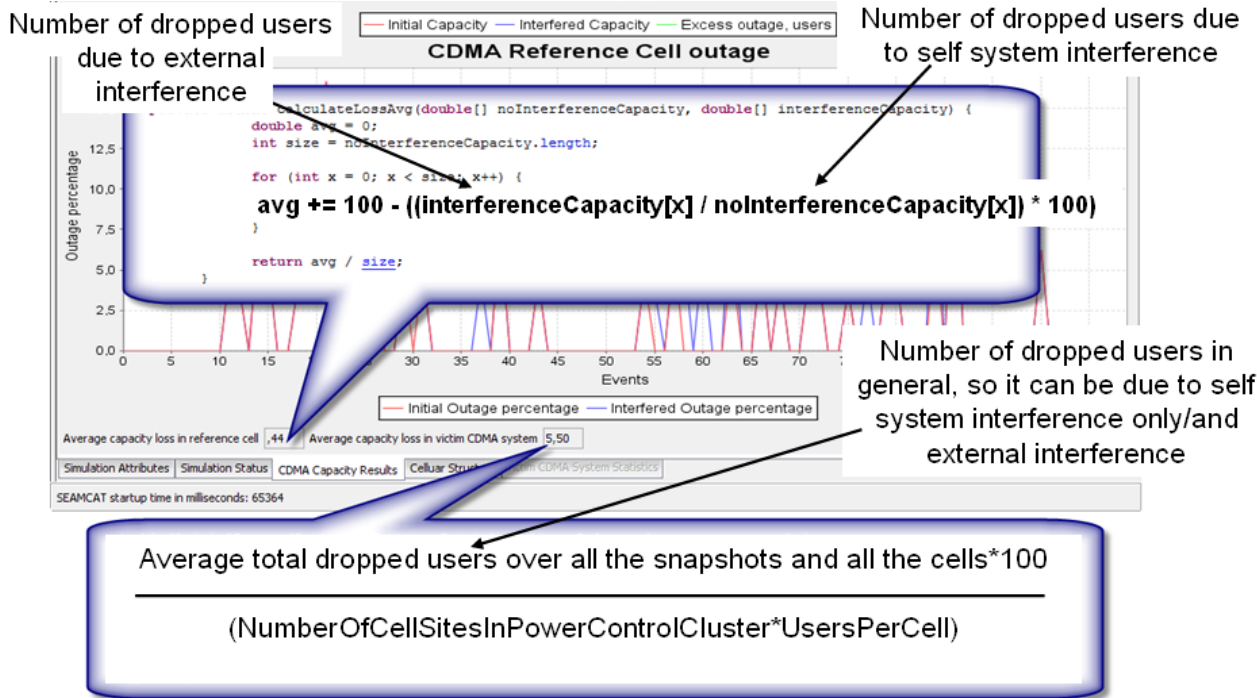 Initial Capacity Interfered Capacity Excess outage, users
CDMA Reference Cell outage
Number of dropped users
due to external
interference
Number of dropped users due
to self system interference
calculateLossAvg(double[] noInterferenceCapacity, double[] interferenceCapacity) {
double avg = 0;
int size = noInterferenceCapacity.length;
for (int x = 0; x < size; x++) {
avg += 100 - ((interferenceCapacity[x] / noInterferenceCapacity[x]) * 100)
}
return avg / size;
}
Outage percentage
12.5
10.0
7.5
5.0
2.5
0.0
0 5 10 15 30 35 40 45 50 55 60 65 70
Events
Initial Outage percentage Interfered Outage percentage
Number of dropped users in
general, so it can be due to self
system interference only/and
external interference
Average capacity loss in reference cell ,44 Average capacity loss in victim CDMA system 5,50
Simulation Attributes Simulation Status CDMA Capacity Results Celluar CDMA System Statistics
SEAMCAT startup time in milliseconds: 65364
Average total dropped users over all the snapshots and all the cells*100
(NumberOfCellSitesInPowerControlCluster*UsersPerCell)